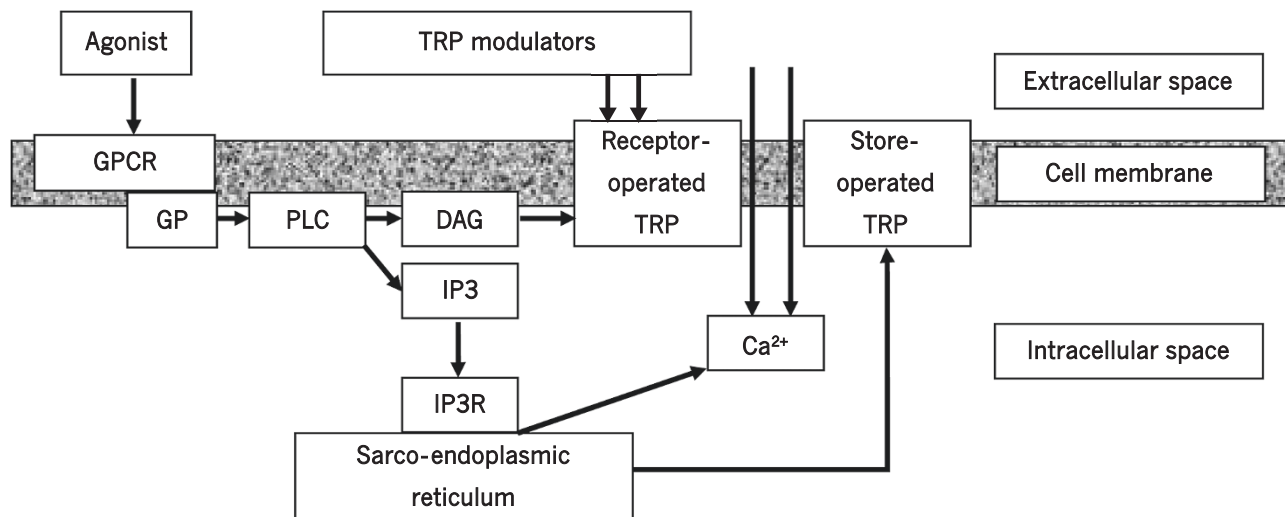 Agonist
TRP modulators
Extracellular space
GPCR
Receptor-
operated
TRP
Store-
operated
TRP
Cell membrane
GP
PLC
DAG
IP3
Ca²⁺
Intracellular space
IP3R
Sarco-endoplasmic
reticulum